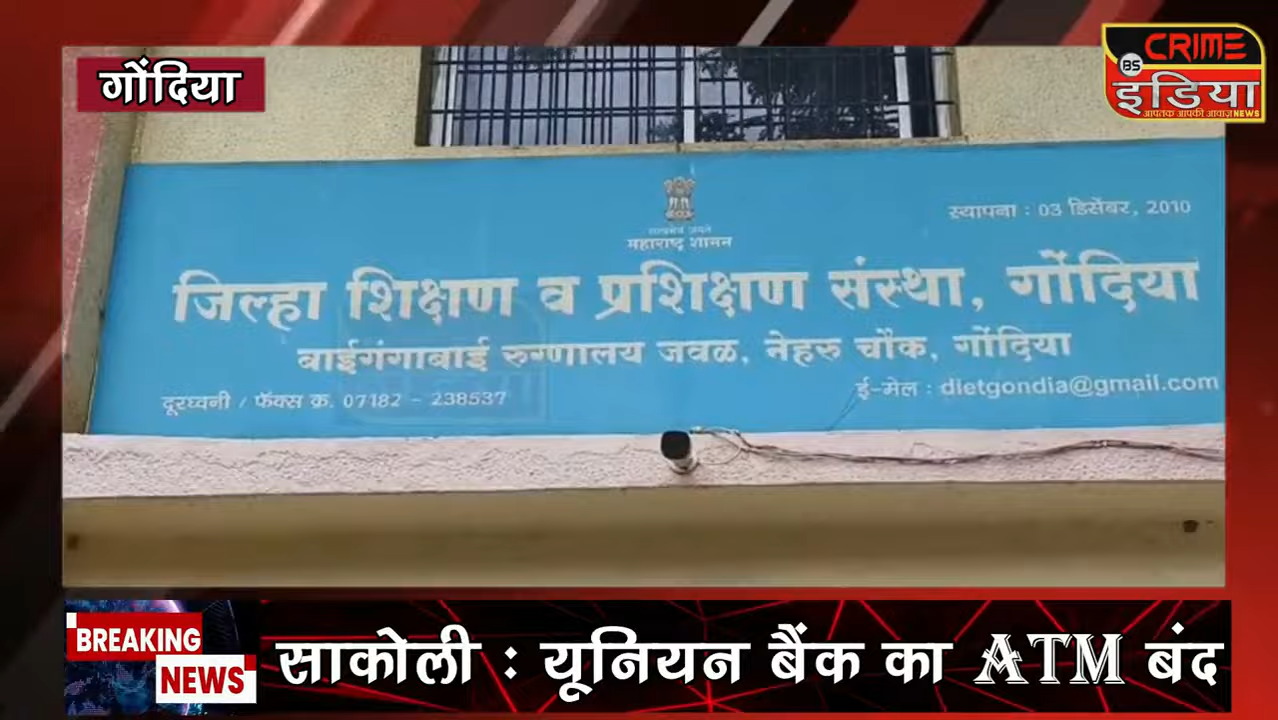 गोंदिया
CRIME
BS
इंडिया
आपतक आपकी आवाज NEWS
सत्यमेव जयते
महाराष्ट्र शासन
स्थापना : 03 डिसेंबर, 2010
जिल्हा शिक्षण व प्रशिक्षण संस्था, गोंदिया
बाईगंगाबाई रुग्णालय जवळ, नेहरु चौक, गोंदिया
दूरध्वनी / फॅक्स क्र. 07182 - 238537
ई-मेल : dietgondia@gmail.com
BREAKING
NEWS
साकोली : यूनियन बैंक का ATM बंद